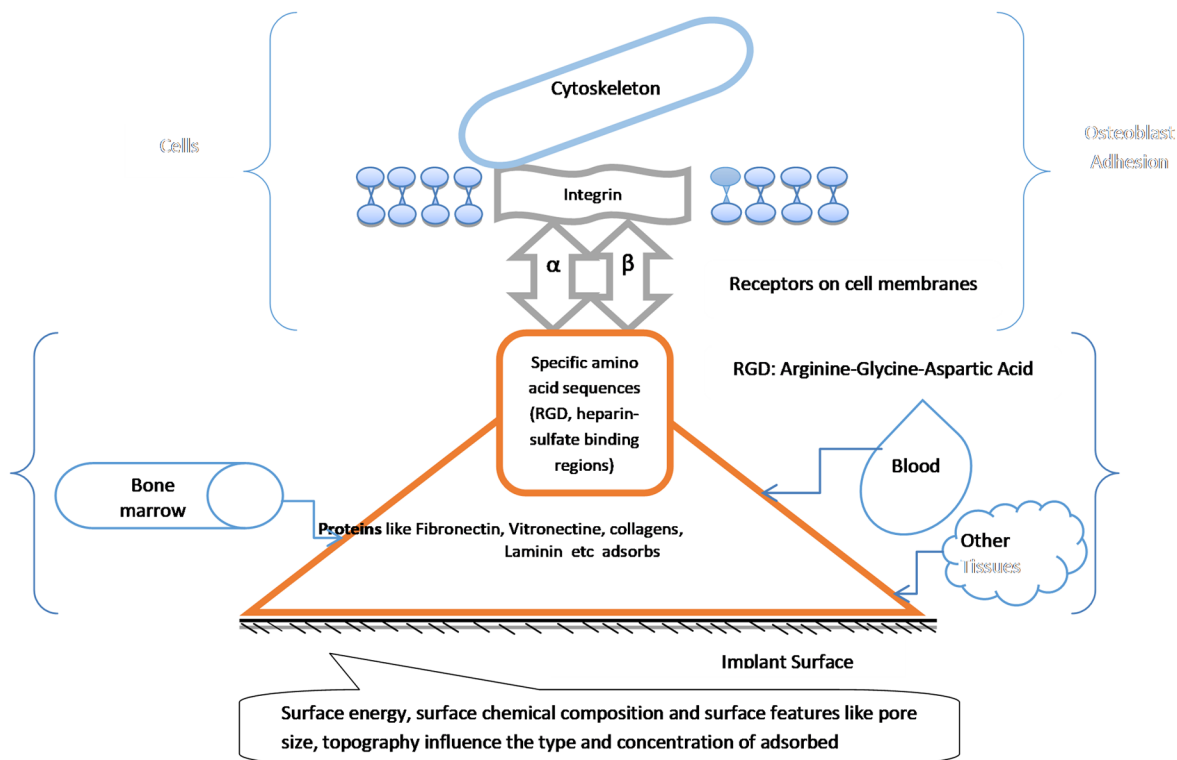 Cytoskeleton
Cells
Osteoblast
Adhesion
Integrin
α
β
Receptors on cell membranes
Specific amino
acid sequences
(RGD, heparin-
sulfate binding
regions)
RGD: Arginine-Glycine-Aspartic Acid
Bone
marrow
Blood
Proteins like Fibronectin, Vitronectine, collagens,
Laminin etc adsorbs
Other
Tissues
Implant Surface
Surface energy, surface chemical composition and surface features like pore
size, topography influence the type and concentration of adsorbed